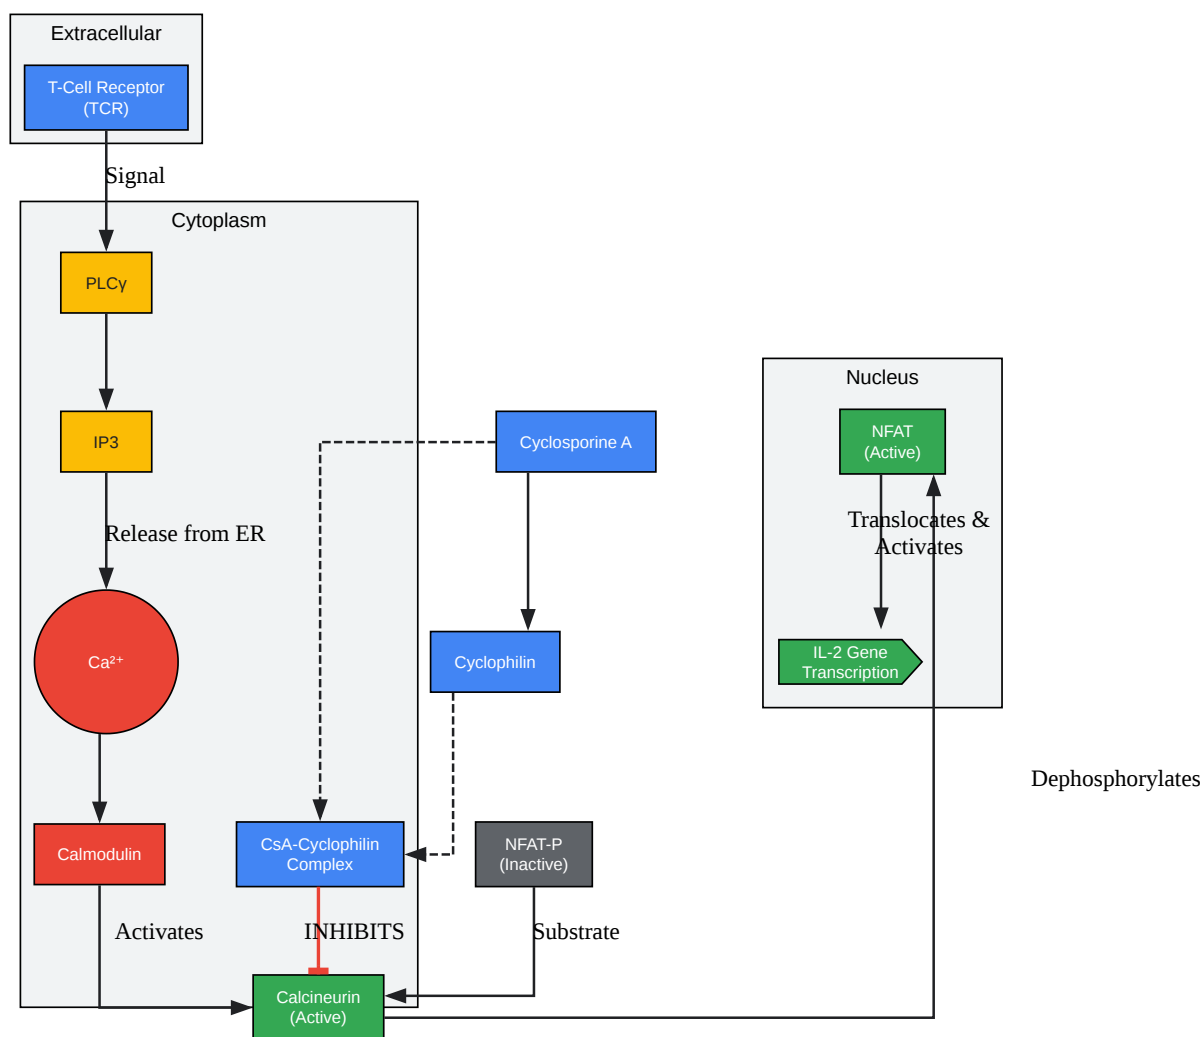 Extracellular
T-Cell Receptor
(TCR)
Signal
Cytoplasm
PLCγ
IP3
Release from ER
Ca²⁺
Calmodulin
Activates
Cyclosporine A
Cyclophilin
CsA-Cyclophilin
Complex
INHIBITS
NFAT-P
(Inactive)
Substrate
Calcineurin
(Active)
Nucleus
NFAT
(Active)
Translocates &
Activates
IL-2 Gene
Transcription
Dephosphorylates